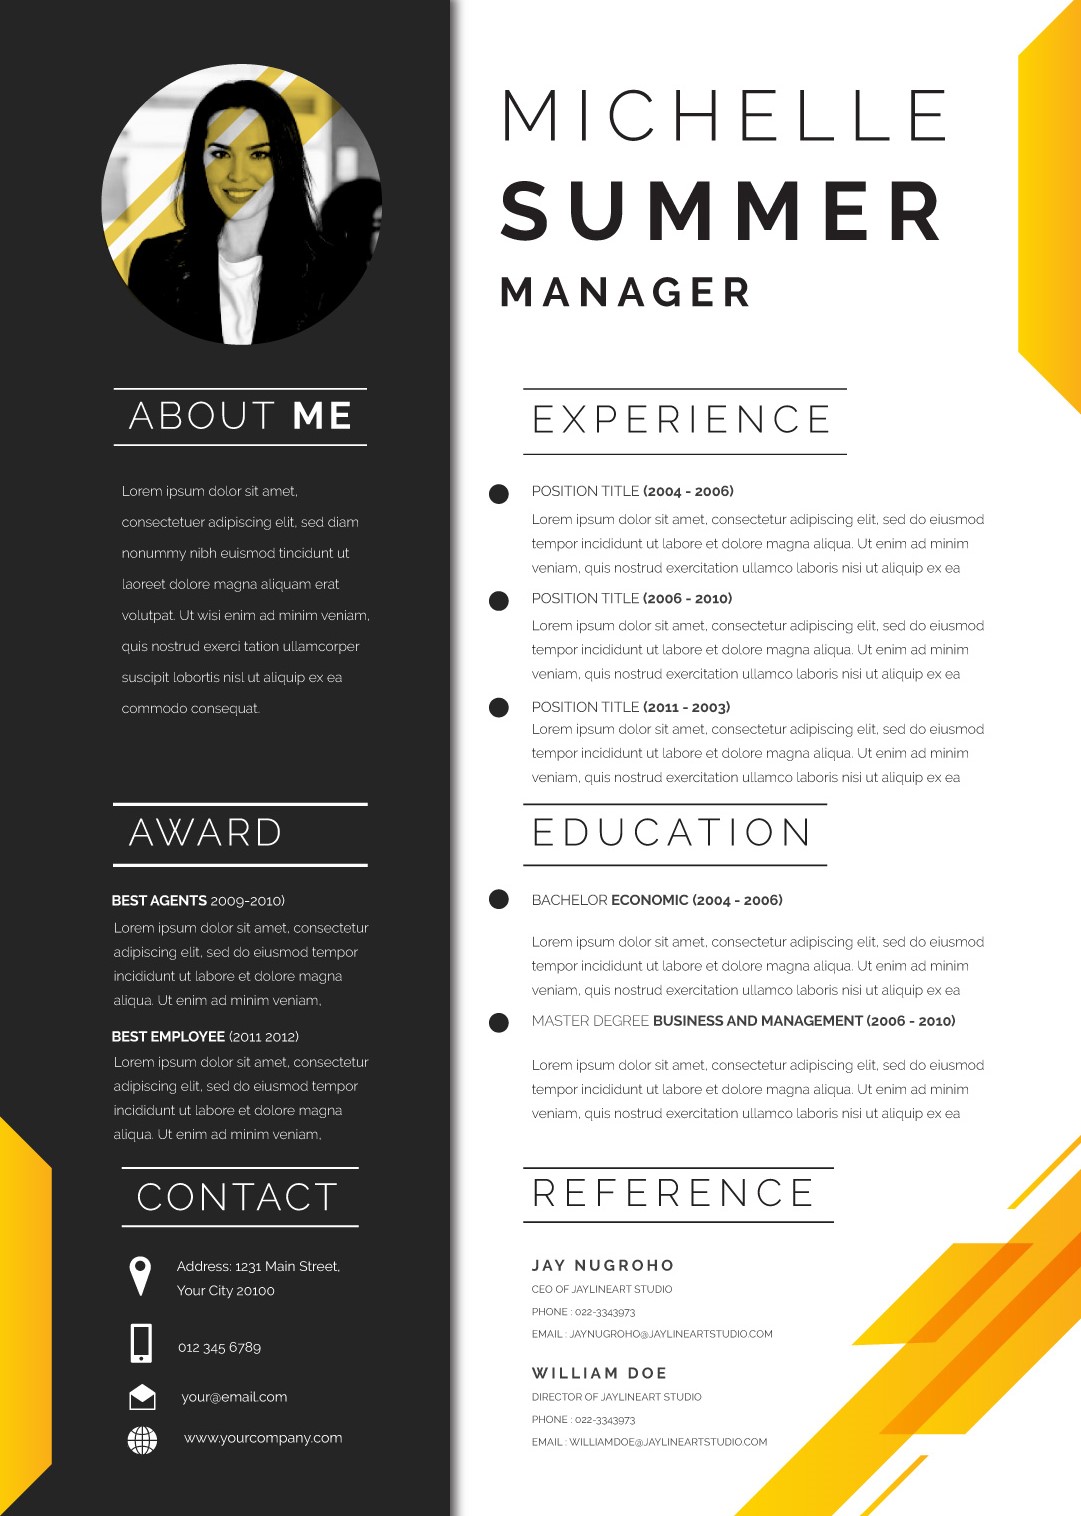 MICHELLE
SUMMER
MANAGER
ABOUT ME
Lorem ipsum dolor sit amet,
consectetuer adipiscing elit, sed diam
nonummy nibh euismod tincidunt ut
laoreet dolore magna aliquam erat
volutpat. Ut wisi enim ad minim veniam,
quis nostrud exerci tation ullamcorper
suscipit lobortis nisl ut aliquip ex ea
commodo consequat.
AWARD
BEST AGENTS 2009-2010)
Lorem ipsum dolor sit amet, consectetur
adipiscing elit, sed do eiusmod tempor
incididunt ut labore et dolore magna
aliqua. Ut enim ad minim veniam,
BEST EMPLOYEE (2011 2012)
Lorem ipsum dolor sit amet, consectetur
adipiscing elit, sed do eiusmod tempor
incididunt ut labore et dolore magna
aliqua. Ut enim ad minim veniam,
CONTACT
Address: 1231 Main Street,
Your City 20100
012 345 6789
your@email.com
www.yourcompany.com
EXPERIENCE
POSITION TITLE (2004 - 2006)
Lorem ipsum dolor sit amet, consectetur adipiscing elit, sed do eiusmod
tempor incididunt ut labore et dolore magna aliqua. Ut enim ad minim
veniam, quis nostrud exercitation ullamco laboris nisi ut aliquip ex ea
POSITION TITLE (2006 - 2010)
Lorem ipsum dolor sit amet, consectetur adipiscing elit, sed do eiusmod
tempor incididunt ut labore et dolore magna aliqua. Ut enim ad minim
veniam, quis nostrud exercitation ullamco laboris nisi ut aliquip ex ea
POSITION TITLE (2011 - 2003)
Lorem ipsum dolor sit amet, consectetur adipiscing elit, sed do eiusmod
tempor incididunt ut labore et dolore magna aliqua. Ut enim ad minim
veniam, quis nostrud exercitation ullamco laboris nisi ut aliquip ex ea
EDUCATION
BACHELOR ECONOMIC (2004 - 2006)
Lorem ipsum dolor sit amet, consectetur adipiscing elit, sed do eiusmod
tempor incididunt ut labore et dolore magna aliqua. Ut enim ad minim
veniam, quis nostrud exercitation ullamco laboris nisi ut aliquip ex ea
MASTER DEGREE BUSINESS AND MANAGEMENT (2006 - 2010)
Lorem ipsum dolor sit amet, consectetur adipiscing elit, sed do eiusmod
tempor incididunt ut labore et dolore magna aliqua. Ut enim ad minim
veniam, quis nostrud exercitation ullamco laboris nisi ut aliquip ex ea
REFERENCE
JAY NUGROHO
CEO OF JAYLINEART STUDIO
PHONE : 022-3343973
EMAIL : JAYNUGROHO@JAYLINEARTSTUDIO.COM
WILLIAM DOE
DIRECTOR OF JAYLINEART STUDIO
PHONE : 022-3343973
EMAIL : WILLIAMDOE@JAYLINEARTSTUDIO.COM